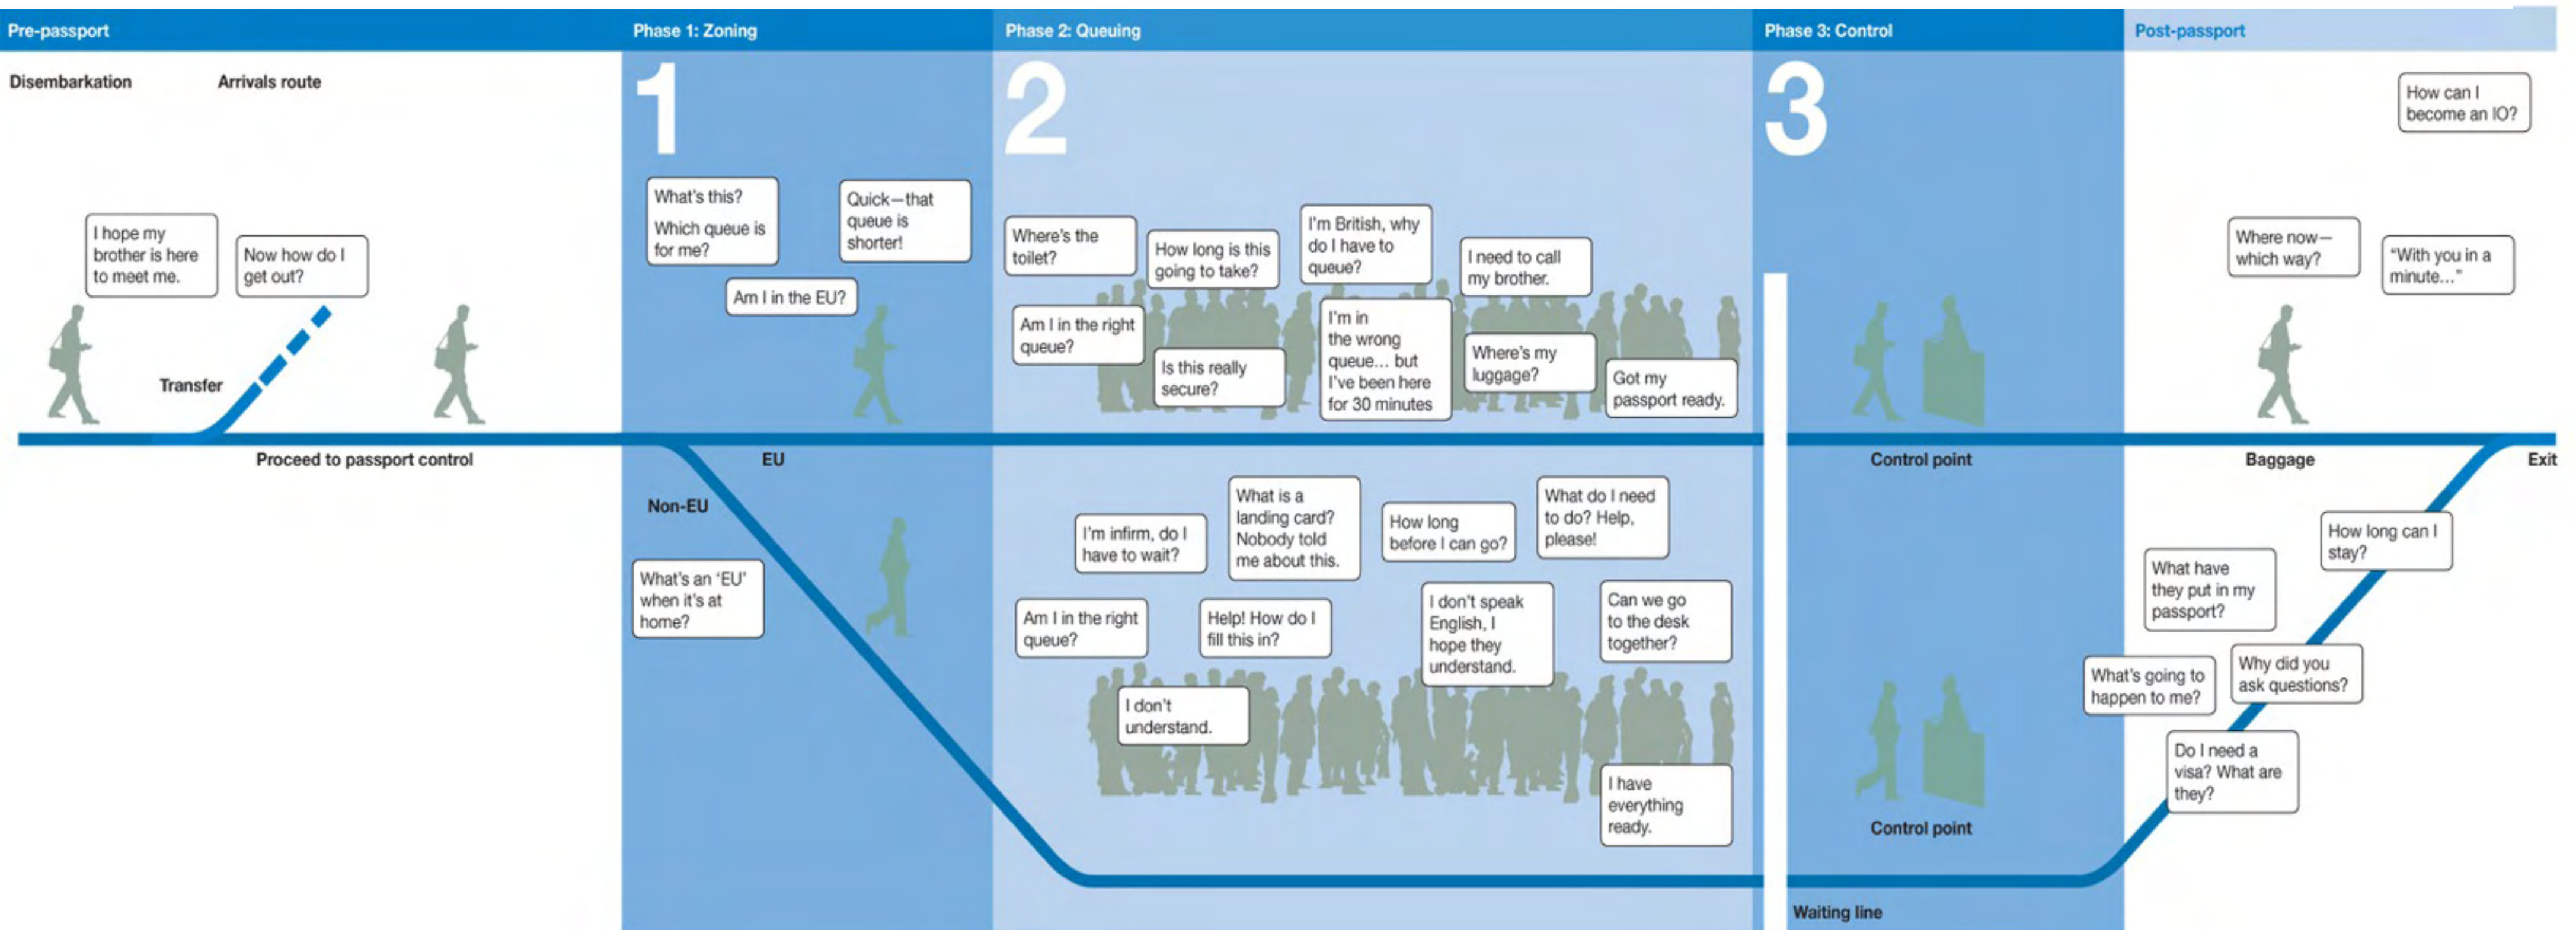 Pre-passport
Phase 1: Zoning
Phase 2: Queuing
Phase 3: Control
Post-passport
Disembarkation
Arrivals route
I hope my
brother is here
to meet me.
Now how do I
get out?
Transfer
Proceed to passport control
1
What's this?
Which queue is
for me?
Quick—that
queue is
shorter!
Am I in the EU?
EU
Non-EU
What's an 'EU'
when it's at
home?
2
Where's the
toilet?
How long is this
going to take?
I'm British, why
do I have to
queue?
I need to call
my brother.
Am I in the right
queue?
Is this really
secure?
I'm in
the wrong
queue... but
I've been here
for 30 minutes
Where's my
luggage?
Got my
passport ready.
I'm infirm, do I
have to wait?
What is a
landing card?
Nobody told
me about this.
How long
before I can go?
What do I need
to do? Help,
please!
Am I in the right
queue?
Help! How do I
fill this in?
I don't speak
English, I
hope they
understand.
Can we go
to the desk
together?
I don't
understand.
I have
everything
ready.
3
Control point
Control point
Waiting line
How can I
become an IO?
Where now—
which way?
"With you in a
minute..."
Baggage
Exit
How long can I
stay?
What have
they put in my
passport?
Why did you
ask questions?
What's going to
happen to me?
Do I need a
visa? What are
they?